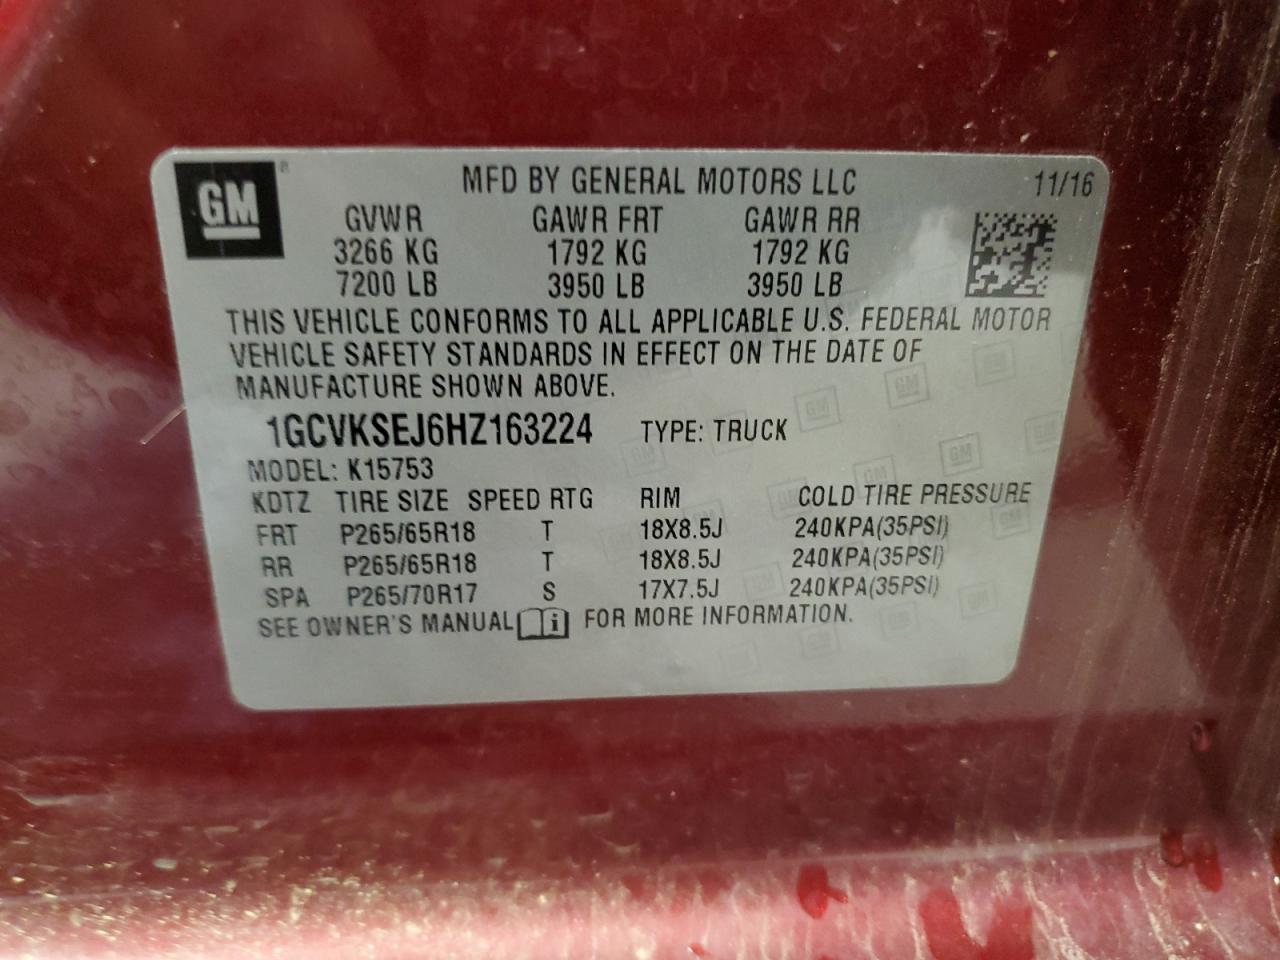 GM MFD BY GENERAL MOTORS LLC 11/16
GVWR GAWR FRT GAWR RR
3266 KG 1792 KG 1792 KG
7200 LB 3950 LB 3950 LB
THIS VEHICLE CONFORMS TO ALL APPLICABLE U.S. FEDERAL MOTOR
VEHICLE SAFETY STANDARDS IN EFFECT ON THE DATE OF
MANUFACTURE SHOWN ABOVE.
1GCVKSEJ6HZ163224 TYPE: TRUCK
MODEL: K15753
KDTZ TIRE SIZE SPEED RTG RIM COLD TIRE PRESSURE
FRT P265/65R18 T 18X8.5J 240KPA(35PSI)
RR P265/65R18 T 18X8.5J 240KPA(35PSI)
SPA P265/70R17 S 17X7.5J 240KPA(35PSI)
SEE OWNER'S MANUAL i FOR MORE INFORMATION.